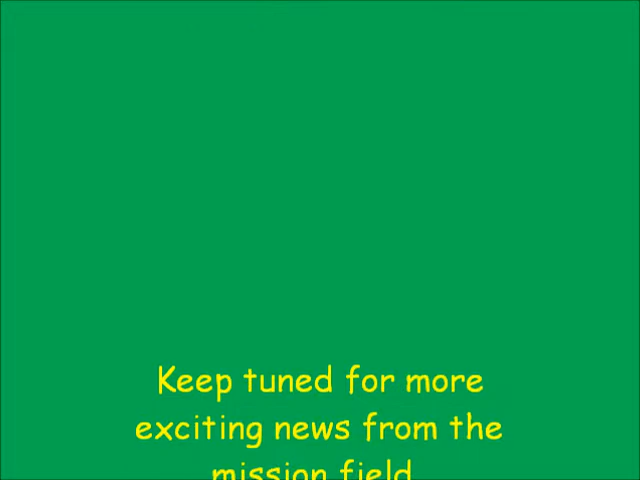 Keep tuned for more
exciting news from the
mission field